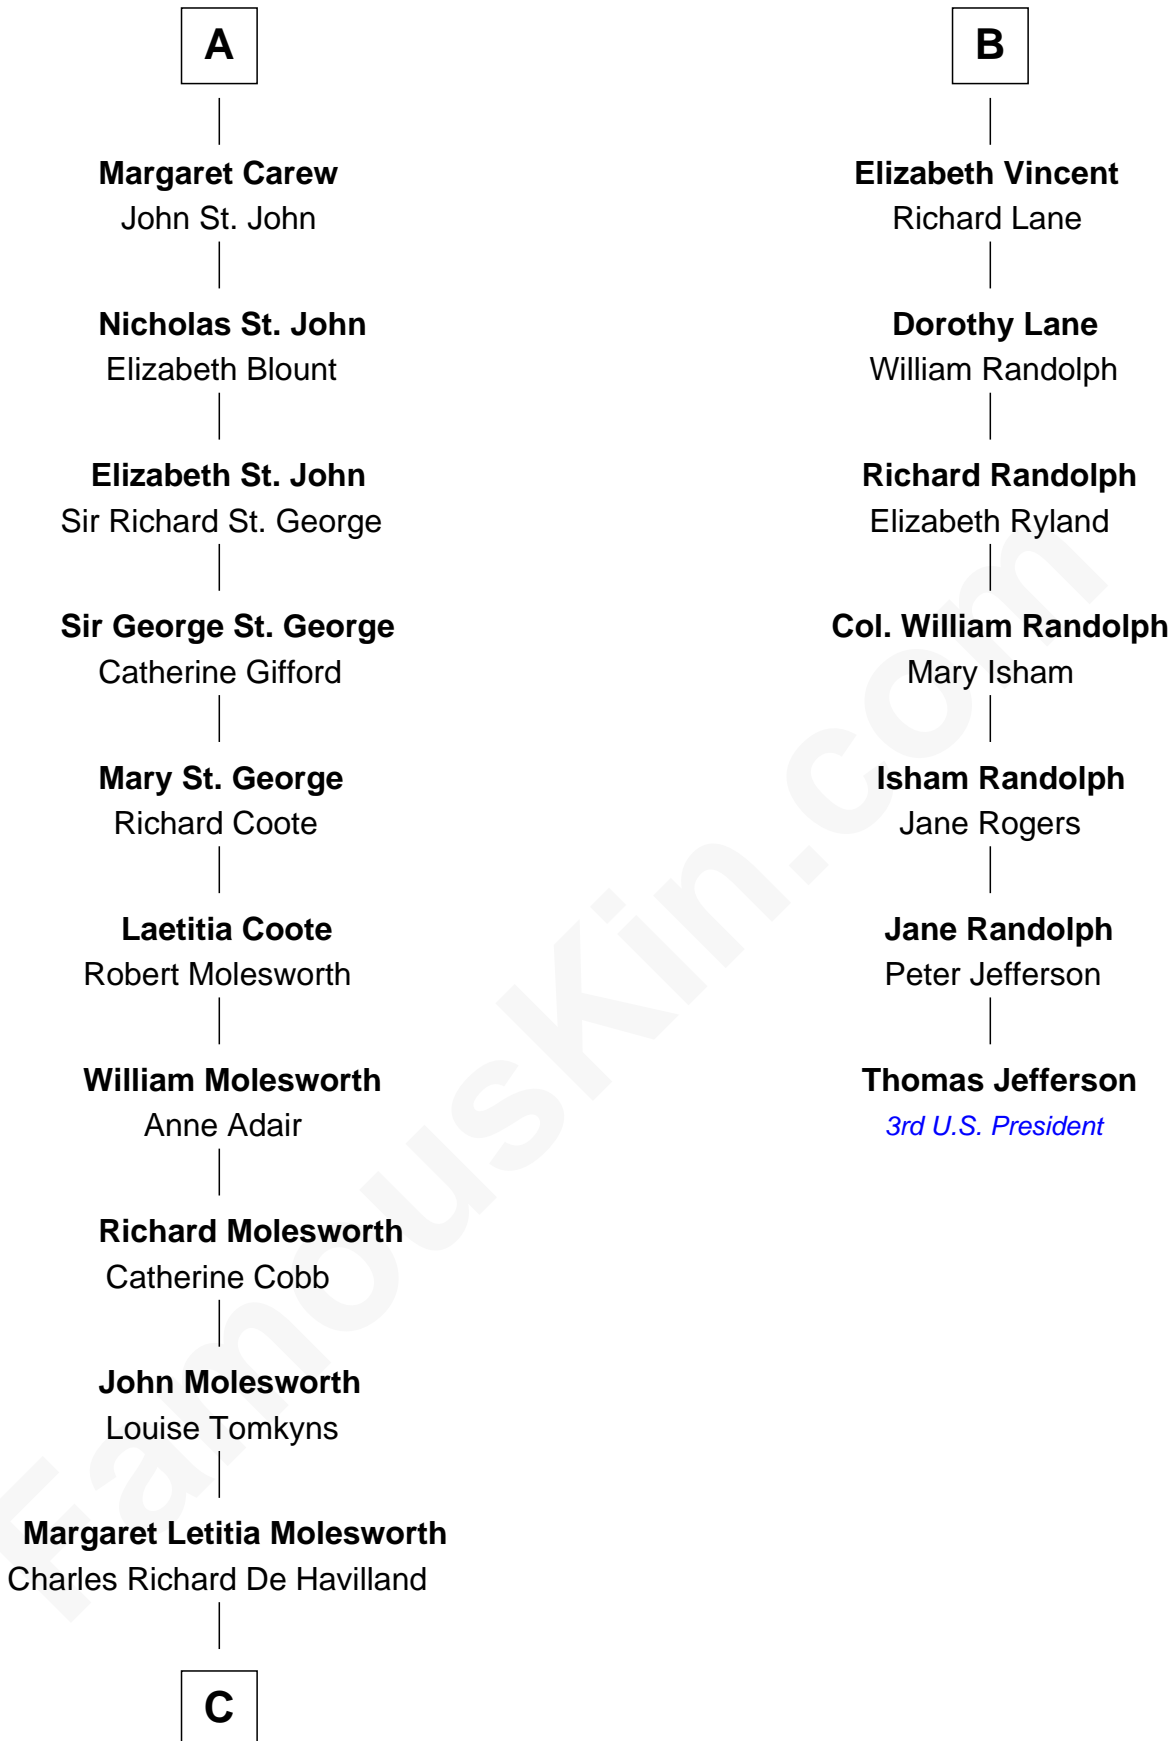 A
Margaret Carew
John St. John
Nicholas St. John
Elizabeth Blount
Elizabeth St. John
Sir Richard St. George
Sir George St. George
Catherine Gifford
Mary St. George
Richard Coote
Laetitia Coote
Robert Molesworth
William Molesworth
Anne Adair
Richard Molesworth
Catherine Cobb
John Molesworth
Louise Tomkyns
Margaret Letitia Molesworth
Charles Richard De Havilland
C
B
Elizabeth Vincent
Richard Lane
Dorothy Lane
William Randolph
Richard Randolph
Elizabeth Ryland
Col. William Randolph
Mary Isham
Isham Randolph
Jane Rogers
Jane Randolph
Peter Jefferson
Thomas Jefferson
3rd U.S. President
FamousKin.com